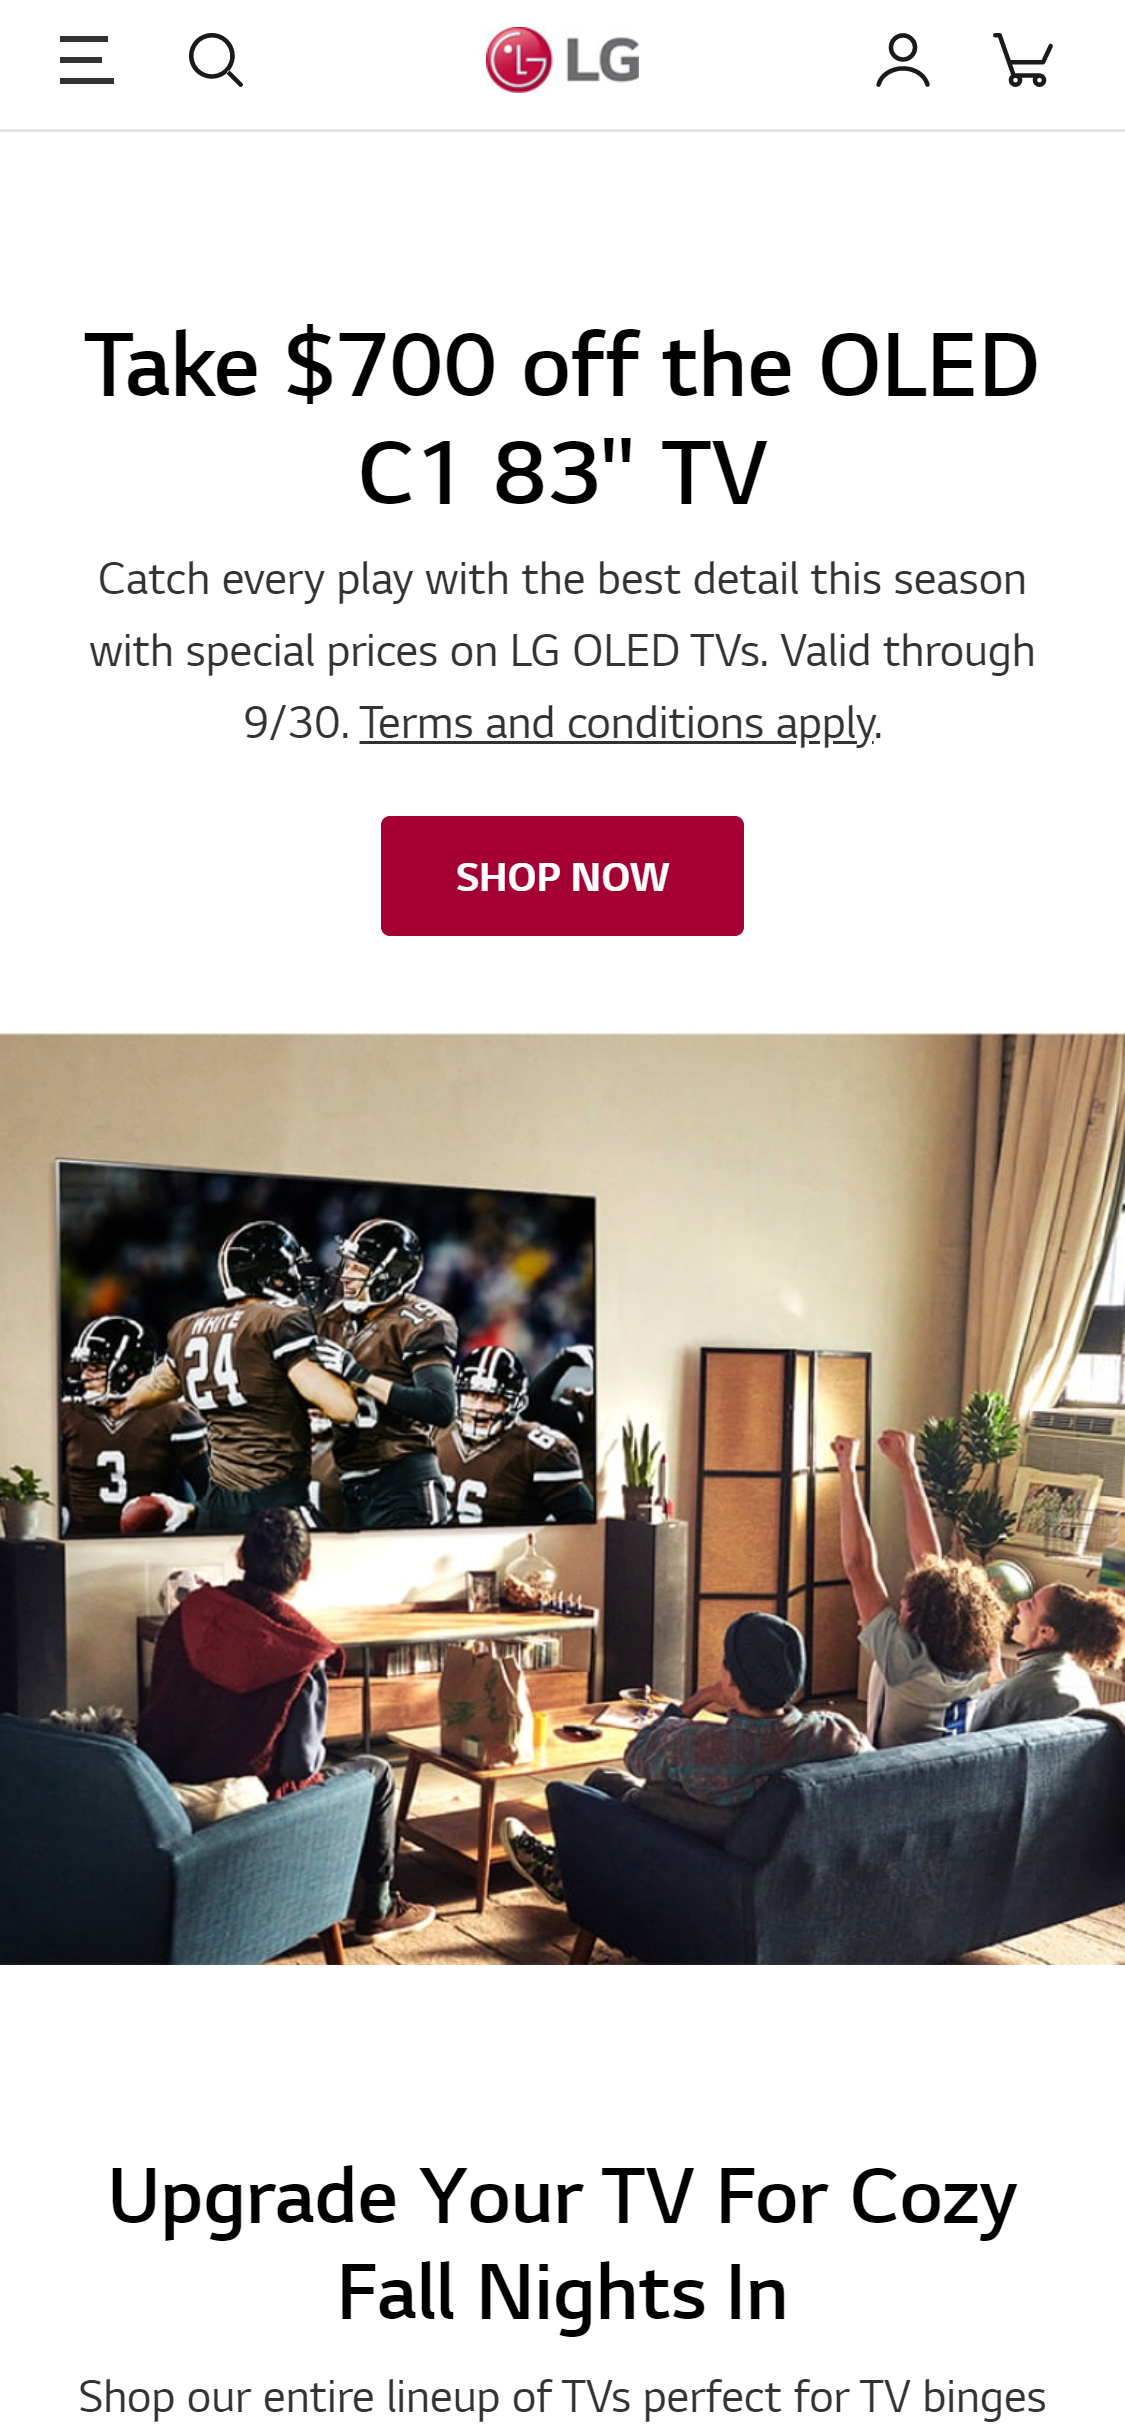 LG
Take $700 off the OLED
C1 83" TV
Catch every play with the best detail this season
with special prices on LG OLED TVs. Valid through
9/30. Terms and conditions apply.
SHOP NOW
WHITE
24
19
3
Upgrade Your TV For Cozy
Fall Nights In
Shop our entire lineup of TVs perfect for TV binges